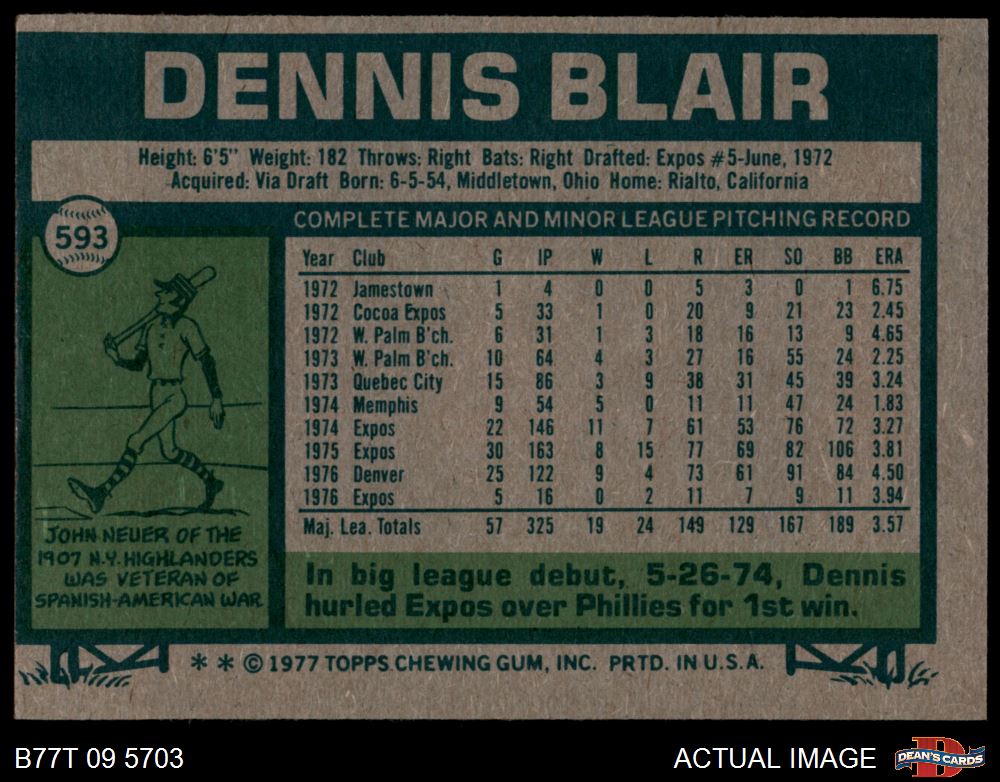 DENNIS BLAIR
Height: 6'5" Weight: 182 Throws: Right Bats: Right Drafted: Expos #5-June, 1972
Acquired: Via Draft Born: 6-5-54, Middletown, Ohio Home: Rialto, California
593
COMPLETE MAJOR AND MINOR LEAGUE PITCHING RECORD
Year Club G IP W L R ER SO BB ERA
1972 Jamestown 1 4 0 0 5 3 0 1 6.75
1972 Cocoa Expos 5 33 1 0 20 9 21 23 2.45
1972 W. Palm B'ch. 6 31 1 3 18 16 13 9 4.65
1973 W. Palm B'ch. 10 64 4 3 27 16 55 24 2.25
1973 Quebec City 15 86 3 9 38 31 45 39 3.24
1974 Memphis 9 54 5 0 11 11 47 24 1.83
1974 Expos 22 146 11 7 61 53 76 72 3.27
1975 Expos 30 163 8 15 77 69 82 106 3.81
1976 Denver 25 122 9 4 73 61 91 84 4.50
1976 Expos 5 16 0 2 11 7 9 11 3.94
Maj. Lea. Totals 57 325 19 24 149 129 167 189 3.57
JOHN NEUER OF THE
1907 N.Y. HIGHLANDERS
WAS VETERAN OF
SPANISH-AMERICAN WAR
In big league debut, 5-26-74, Dennis
hurled Expos over Phillies for 1st win.
* * © 1977 TOPPS CHEWING GUM, INC. PRTD. IN U.S.A.
B77T 09 5703
ACTUAL IMAGE
D
DEAN'S CARDS